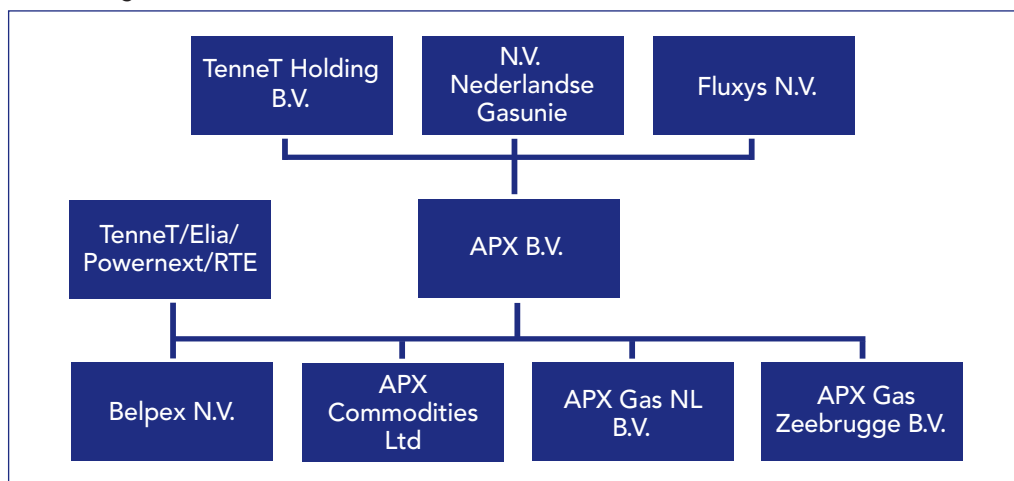 TenneT Holding
B.V.
N.V.
Nederlandse
Gasunie
Fluxys N.V.
TenneT/Elia/
Powernext/RTE
APX B.V.
Belpex N.V.
APX
Commodities
Ltd
APX Gas NL
B.V.
APX Gas
Zeebrugge B.V.